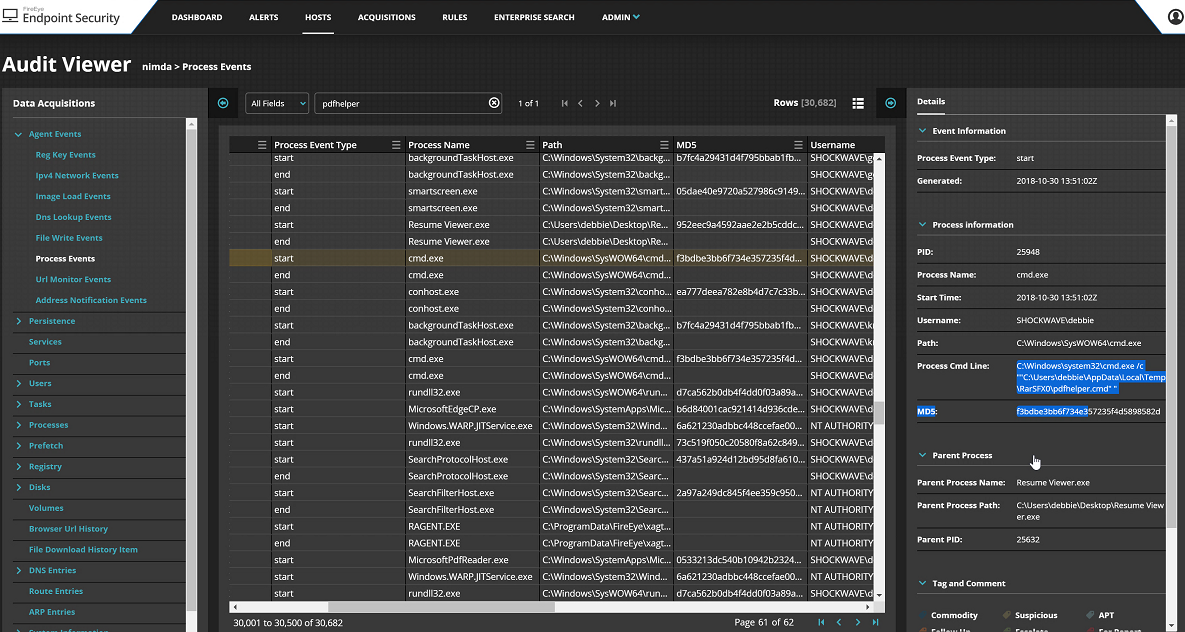 FireEye
Endpoint Security
DASHBOARD ALERTS HOSTS ACQUISITIONS RULES ENTERPRISE SEARCH ADMIN
Audit Viewer nimda > Process Events
Data Acquisitions
Agent Events
Reg Key Events
Ipv4 Network Events
Image Load Events
Dns Lookup Events
File Write Events
Process Events
Url Monitor Events
Address Notification Events
Persistence
Services
Ports
Users
Tasks
Processes
Prefetch
Registry
Disks
Volumes
Browser Url History
File Download History Item
DNS Entries
Route Entries
ARP Entries
System Information
All Fields pdfhelper 1 of 1 Rows [30,682]
Process Event Type Process Name Path MD5 Username
start backgroundTaskHost.exe C:\Windows\System32\backg... b7fc4a29431d4f795bbab1fb... SHOCKWAVE\g
end backgroundTaskHost.exe C:\Windows\System32\backg... SHOCKWAVE\g
start smartscreen.exe C:\Windows\System32\smart... 05dae40e9720a527986c9149... SHOCKWAVE\d
end smartscreen.exe C:\Windows\System32\smart... SHOCKWAVE\d
start Resume Viewer.exe C:\Users\debbie\Desktop\Re... 952eec9a4592aae2e2b5cddc... SHOCKWAVE\d
end Resume Viewer.exe C:\Users\debbie\Desktop\Re... SHOCKWAVE\d
start cmd.exe C:\Windows\SysWOW64\cmd... f3bdbe3bb6f734e357235f4d... SHOCKWAVE\d
end cmd.exe C:\Windows\SysWOW64\cmd... SHOCKWAVE\d
start conhost.exe C:\Windows\System32\conho... ea777deea782e8b4d7c7c33b... SHOCKWAVE\d
end conhost.exe C:\Windows\System32\conho... SHOCKWAVE\d
start backgroundTaskHost.exe C:\Windows\System32\backg... b7fc4a29431d4f795bbab1fb... SHOCKWAVE\k
end backgroundTaskHost.exe C:\Windows\System32\backg... SHOCKWAVE\k
start cmd.exe C:\Windows\SysWOW64\cmd... f3bdbe3bb6f734e357235f4d... SHOCKWAVE\d
end cmd.exe C:\Windows\SysWOW64\cmd... SHOCKWAVE\d
start rundll32.exe C:\Windows\SysWOW64\run... d7ca562b0db4f4dd0f03a89a... SHOCKWAVE\d
start MicrosoftEdgeCP.exe C:\Windows\SystemApps\Mic... b6d84001cac921414d936cde... SHOCKWAVE\d
start Windows.WARP.JITService.exe C:\Windows\System32\Wind... 6a621230adbbc448ccefae00... NT AUTHORITY
start rundll32.exe C:\Windows\System32\rundll... 73c519f050c20580f8a62c849... SHOCKWAVE\d
start SearchProtocolHost.exe C:\Windows\System32\Searc... 437a51a924d12bd95d8fa610... SHOCKWAVE\d
end SearchProtocolHost.exe C:\Windows\System32\Searc... SHOCKWAVE\d
start SearchFilterHost.exe C:\Windows\System32\Searc... 2a97a249dc845f4ee359c950... NT AUTHORITY
end SearchFilterHost.exe C:\Windows\System32\Searc... NT AUTHORITY
start RAGENT.EXE C:\ProgramData\FireEye\xagt... NT AUTHORITY
end RAGENT.EXE C:\ProgramData\FireEye\xagt... NT AUTHORITY
start MicrosoftPdfReader.exe C:\Windows\SystemApps\Mic... 0533213dc540b10942b2324... SHOCKWAVE\d
start Windows.WARP.JITService.exe C:\Windows\System32\Wind... 6a621230adbbc448ccefae00... NT AUTHORITY
start rundll32.exe C:\Windows\SysWOW64\run... d7ca562b0db4f4dd0f03a89a... SHOCKWAVE\d
30,001 to 30,500 of 30,682 Page 61 of 62
Details
Event Information
Process Event Type: start
Generated: 2018-10-30 13:51:02Z
Process information
PID: 25948
Process Name: cmd.exe
Start Time: 2018-10-30 13:51:02Z
Username: SHOCKWAVE\debbie
Path: C:\Windows\SysWOW64\cmd.exe
Process Cmd Line: C:\Windows\system32\cmd.exe /c
""C:\Users\debbie\AppData\Local\Temp
\RarSFX0\pdfhelper.cmd" "
MD5: f3bdbe3bb6f734e357235f4d5898582d
Parent Process
Parent Process Name: Resume Viewer.exe
Parent Process Path: C:\Users\debbie\Desktop\Resume View
er.exe
Parent PID: 25632
Tag and Comment
Commodity Suspicious APT
Follow Up Escalate For Report